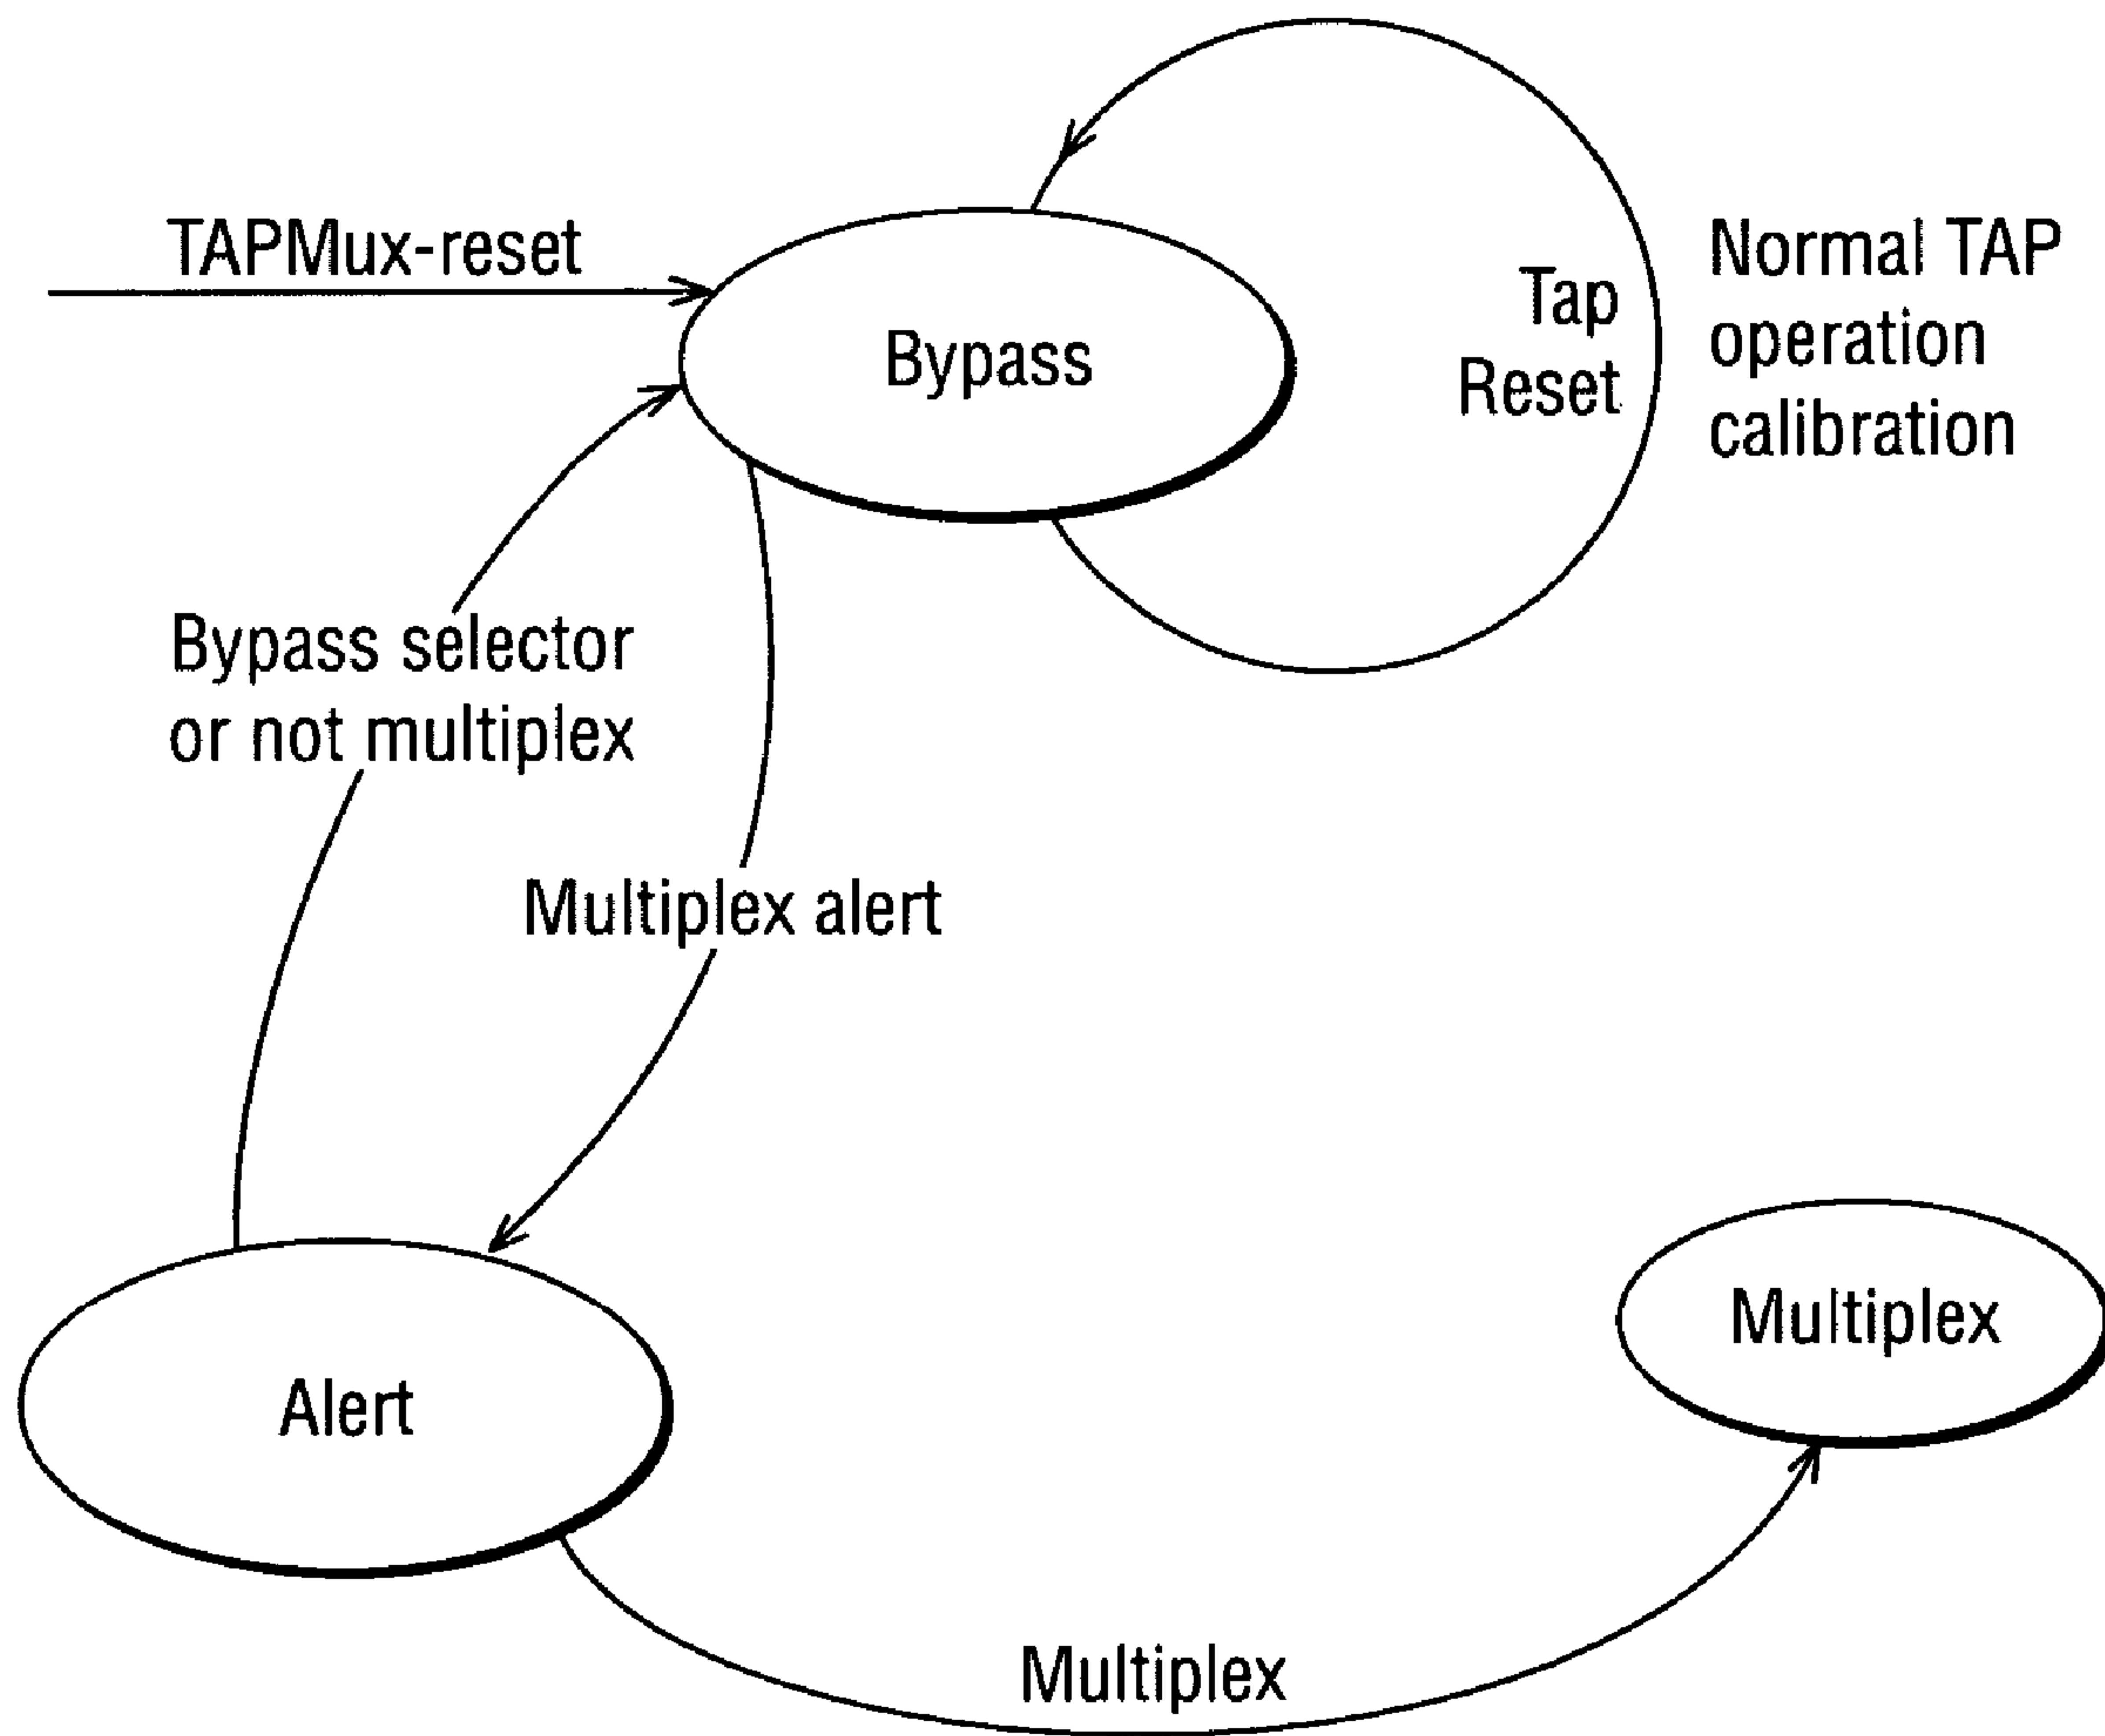 TAPMux-reset
Bypass
Tap
Reset
Normal TAP
operation
calibration
Bypass selector
or not multiplex
Multiplex alert
Alert
Multiplex
Multiplex